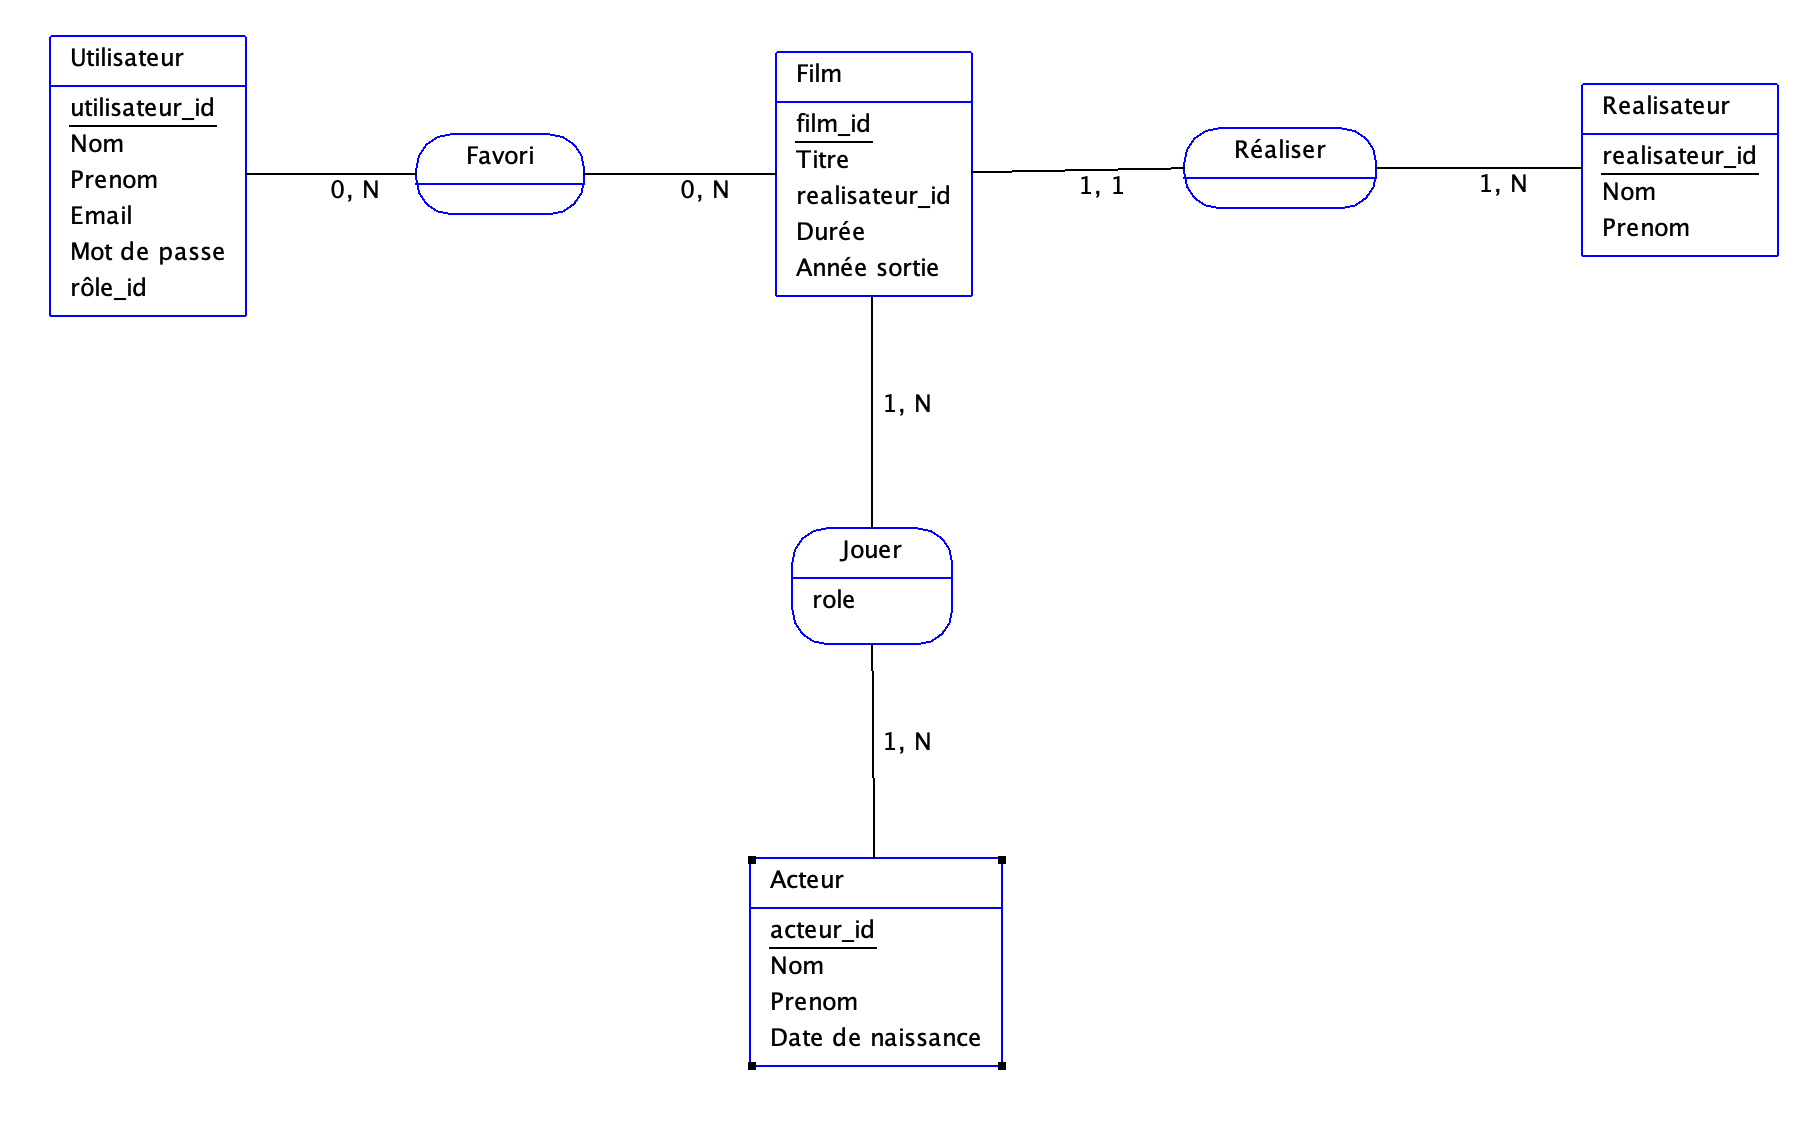 Utilisateur
utilisateur_id
Nom
Prenom
Email
Mot de passe
rôle_id
Favori
0, N
0, N
Film
film_id
Titre
realisateur_id
Durée
Année sortie
Réaliser
1, 1
1, N
Realisateur
realisateur_id
Nom
Prenom
1, N
Jouer
role
1, N
Acteur
acteur_id
Nom
Prenom
Date de naissance